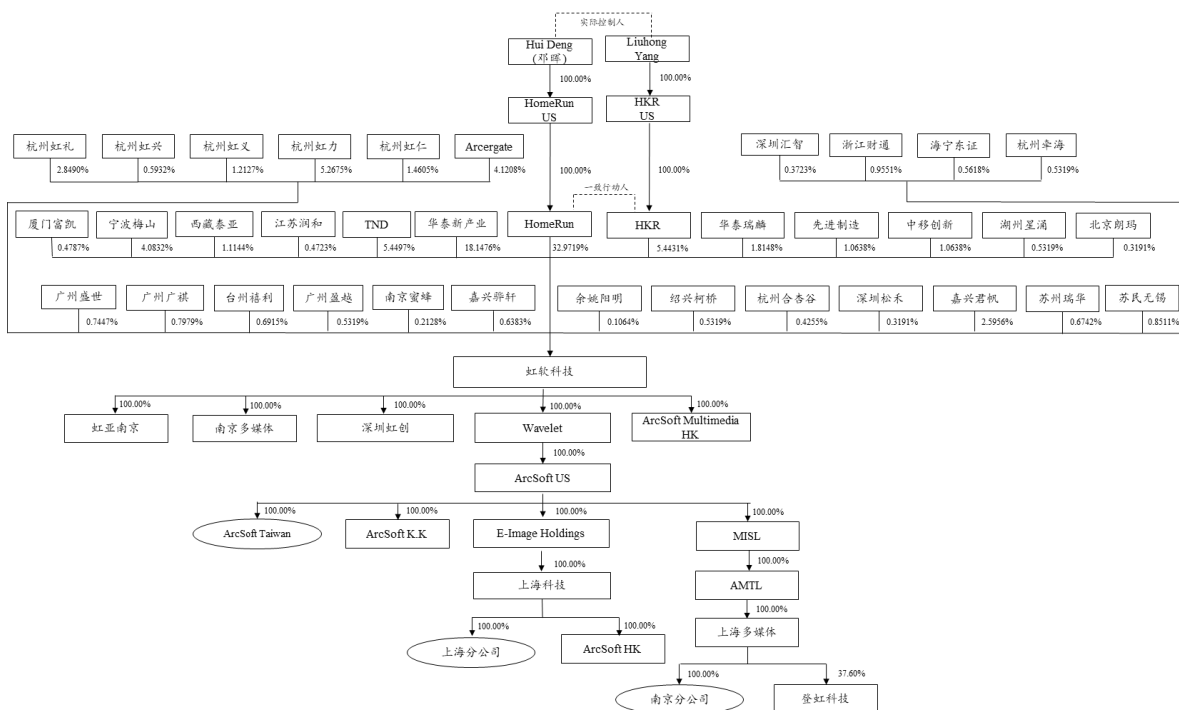 实际控制人
Hui Deng
(邓晖)
Liuhong
Yang
100.00%
100.00%
HomeRun
US
HKR
US
杭州虹礼
杭州虹兴
杭州虹义
杭州虹力
杭州虹仁
Arcergate
深圳汇智
浙江财通
海宁东证
杭州牵海
2.8490%
0.5932%
1.2127%
5.2675%
1.4605%
4.1208%
100.00%
100.00%
0.3723%
0.9551%
0.5618%
0.5319%
一致行动人
厦门富凯
宁波梅山
西藏泰亚
江苏润和
TND
华泰新产业
HomeRun
HKR
华泰瑞麟
先进制造
中移创新
湖州星涌
北京朗玛
0.4787%
4.0832%
1.1144%
0.4723%
5.4497%
18.1476%
32.9719%
5.4431%
1.8148%
1.0638%
1.0638%
0.5319%
0.3191%
广州盛世
广州广祺
台州禧利
广州盈越
南京蜜蜂
嘉兴骅轩
余姚阳明
绍兴柯桥
杭州合杏谷
深圳松禾
嘉兴君帆
苏州瑞华
苏民无锡
0.7447%
0.7979%
0.6915%
0.5319%
0.2128%
0.6383%
0.1064%
0.5319%
0.4255%
0.3191%
2.5956%
0.6742%
0.8511%
虹软科技
100.00%
100.00%
100.00%
100.00%
100.00%
虹亚南京
南京多媒体
深圳虹创
Wavelet
ArcSoft Multimedia
HK
100.00%
ArcSoft US
100.00%
100.00%
100.00%
100.00%
ArcSoft Taiwan
ArcSoft K.K
E-Image Holdings
MISL
100.00%
100.00%
上海科技
AMTL
100.00%
100.00%
100.00%
上海分公司
ArcSoft HK
上海多媒体
100.00%
37.60%
南京分公司
登虹科技